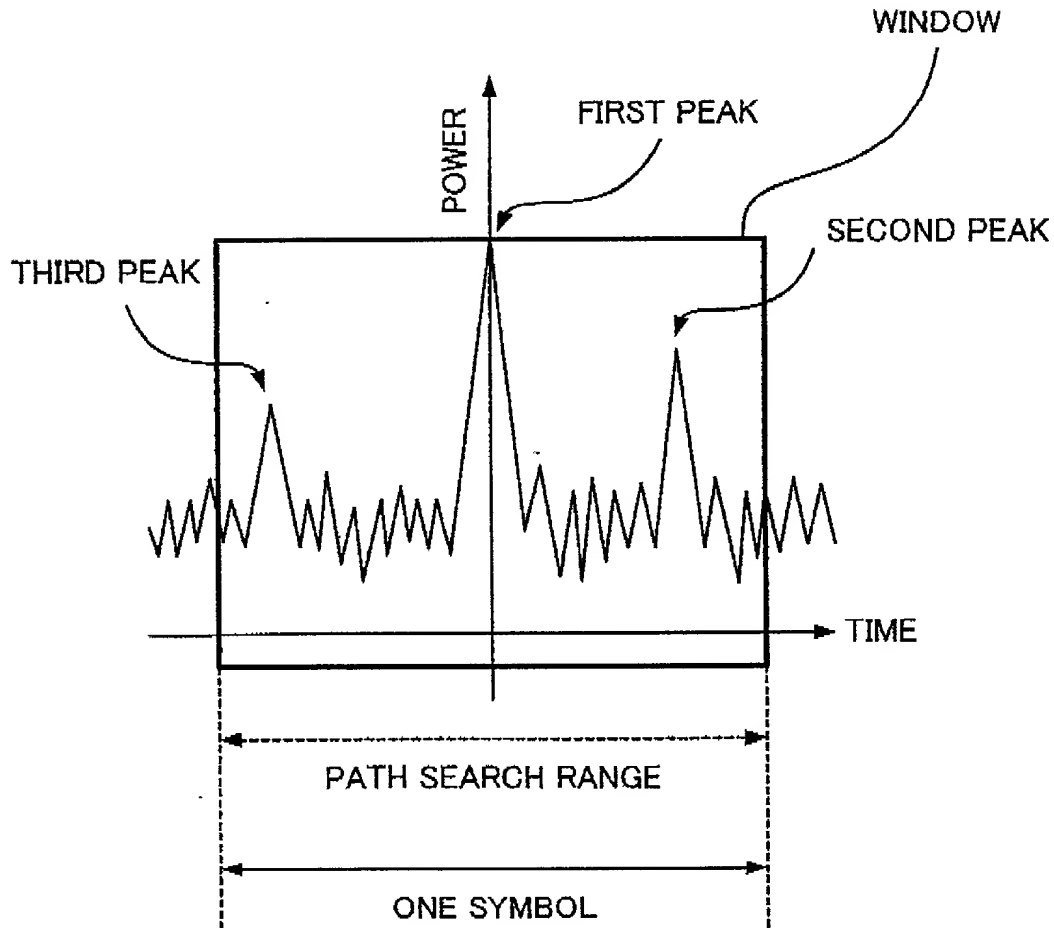 WINDOW
FIRST PEAK
POWER
SECOND PEAK
THIRD PEAK
TIME
PATH SEARCH RANGE
ONE SYMBOL